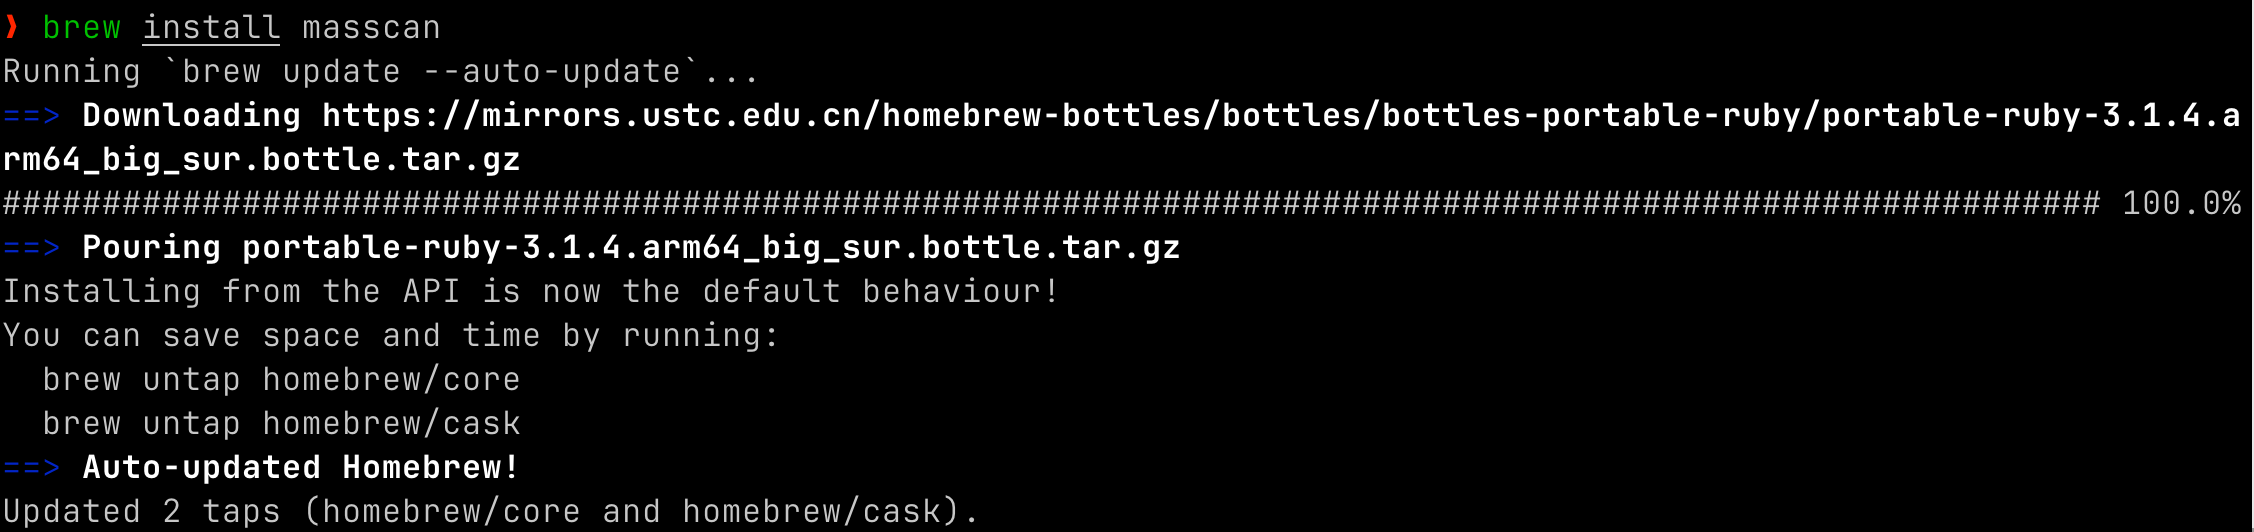 ❯ brew install masscan
Running `brew update --auto-update`...
==> Downloading https://mirrors.ustc.edu.cn/homebrew-bottles/bottles/bottles-portable-ruby/portable-ruby-3.1.4.a
rm64_big_sur.bottle.tar.gz
######################################################################################################### 100.0%
==> Pouring portable-ruby-3.1.4.arm64_big_sur.bottle.tar.gz
Installing from the API is now the default behaviour!
You can save space and time by running:
  brew untap homebrew/core
  brew untap homebrew/cask
==> Auto-updated Homebrew!
Updated 2 taps (homebrew/core and homebrew/cask).